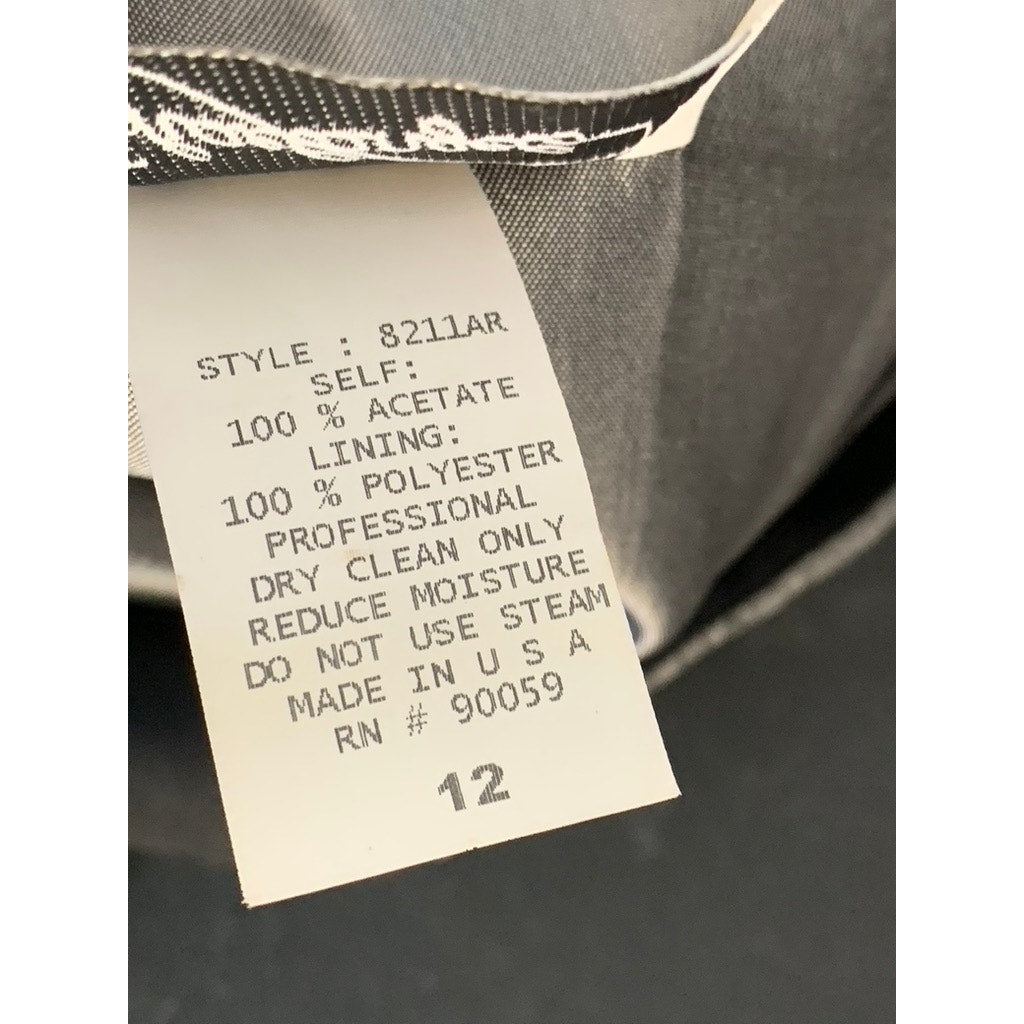 STYLE : 8211AR
SELF:
100 % ACETATE
LINING:
100 % POLYESTER
PROFESSIONAL
DRY CLEAN ONLY
REDUCE MOISTURE
DO NOT USE STEAM
MADE IN U S A
RN # 90059
12